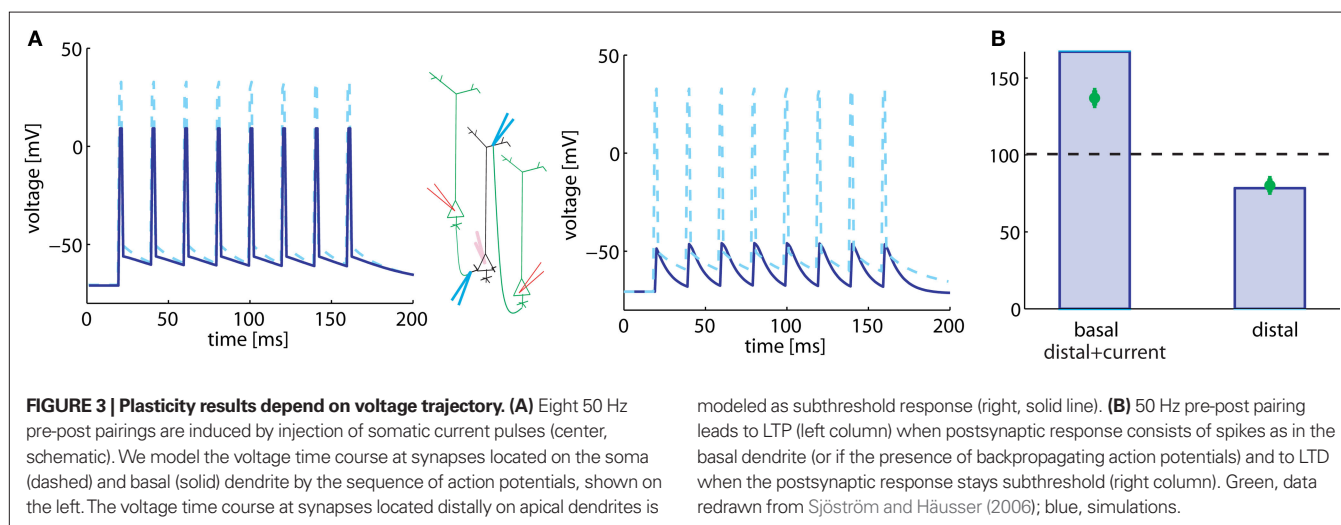 A
50
0
−50
voltage [mV]
0
50
100
150
200
time [ms]
50
0
−50
voltage [mV]
0
50
100
150
200
time [ms]
B
150
100
50
0
basal
distal+current
distal
FIGURE 3 | Plasticity results depend on voltage trajectory. (A) Eight 50 Hz
pre-post pairings are induced by injection of somatic current pulses (center,
schematic). We model the voltage time course at synapses located on the soma
(dashed) and basal (solid) dendrite by the sequence of action potentials, shown on
the left. The voltage time course at synapses located distally on apical dendrites is
modeled as subthreshold response (right, solid line). (B) 50 Hz pre-post pairing
leads to LTP (left column) when postsynaptic response consists of spikes as in the
basal dendrite (or if the presence of backpropagating action potentials) and to LTD
when the postsynaptic response stays subthreshold (right column). Green, data
redrawn from Sjöström and Häusser (2006); blue, simulations.